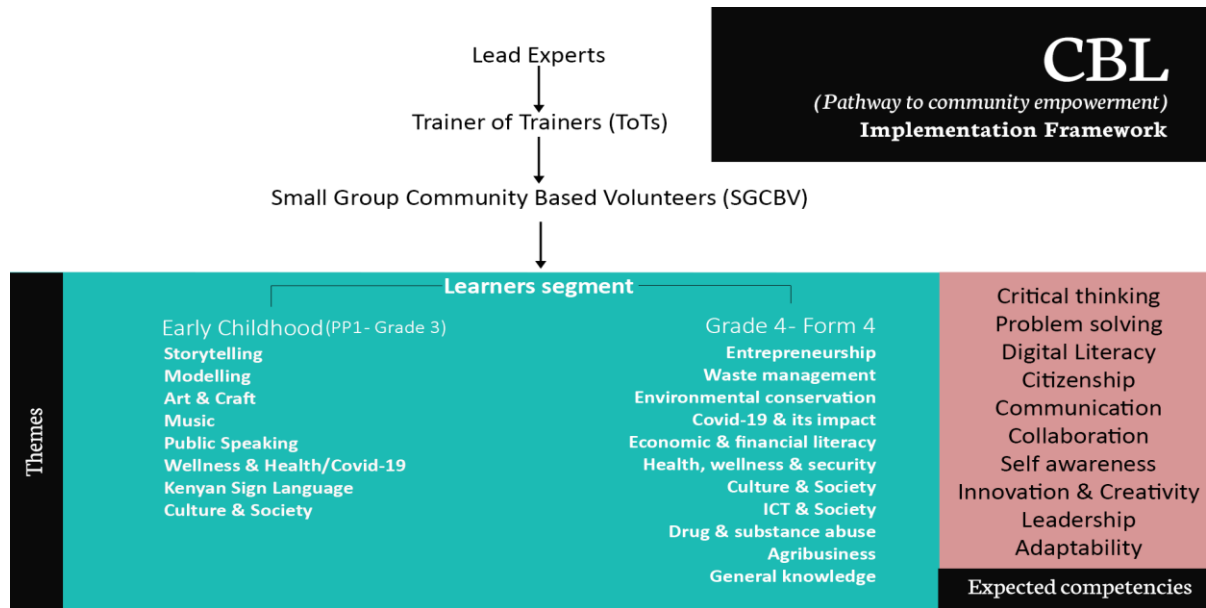 Lead Experts
Trainer of Trainers (ToTs)
Small Group Community Based Volunteers (SGCBV)
CBL
(Pathway to community empowerment)
Implementation Framework
Themes
Learners segment
Early Childhood(PP1- Grade 3)
Storytelling
Modelling
Art & Craft
Music
Public Speaking
Wellness & Health/Covid-19
Kenyan Sign Language
Culture & Society
Grade 4- Form 4
Entrepreneurship
Waste management
Environmental conservation
Covid-19 & its impact
Economic & financial literacy
Health, wellness & security
Culture & Society
ICT & Society
Drug & substance abuse
Agribusiness
General knowledge
Critical thinking
Problem solving
Digital Literacy
Citizenship
Communication
Collaboration
Self awareness
Innovation & Creativity
Leadership
Adaptability
Expected competencies